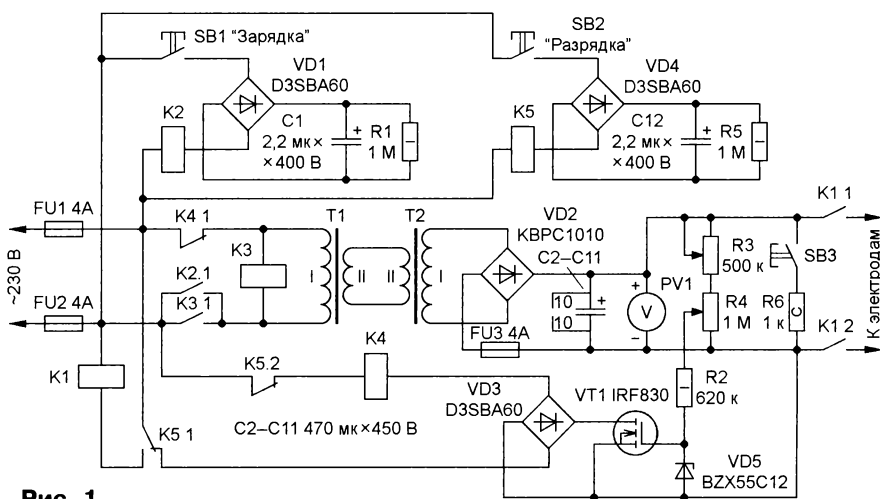 SB1 "Зарядка"
SB2
"Разрядка"
VD1
D3SBA60
VD4
D3SBA60
K2
C1
2,2 мк×
×400 В
+
R1
1 М
K5
C12
2,2 мк×
×400 В
+
R5
1 М
FU1 4А
K4 1
T1
T2
VD2
KBPC1010
K1 1
~230 В
K3
I
II
II
I
C2–C11
R3
500 к
SB3
K2.1
K3 1
10
10
+
PV1
+
V
–
R4
1 М
R6
1 к
С
К электродам
FU2 4А
FU3 4А
K1 2
K1
K5.2
K4
VD3
D3SBA60
VT1 IRF830
R2
620 к
C2–C11 470 мк×450 В
K5 1
VD5
BZX55C12
Рис. 1